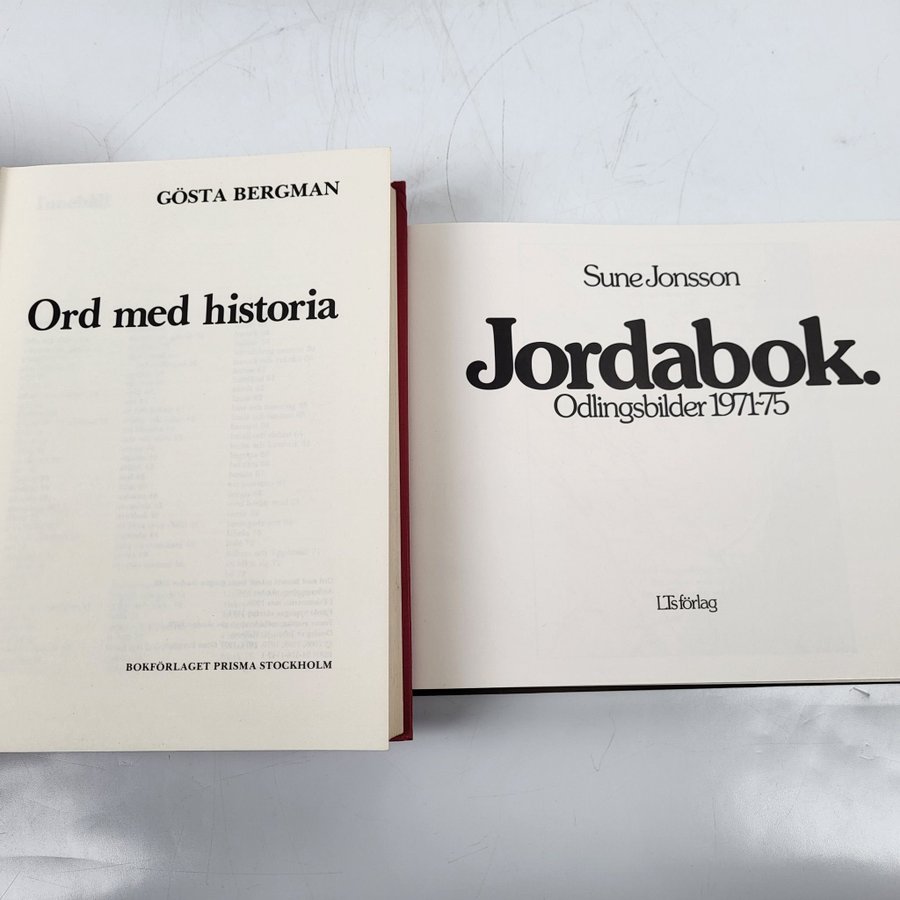 GÖSTA BERGMAN
Ord med historia
BOKFÖRLAGET PRISMA STOCKHOLM
Sune Jonsson
Jordabok.
Odlingsbilder 1971-75
LTs förlag